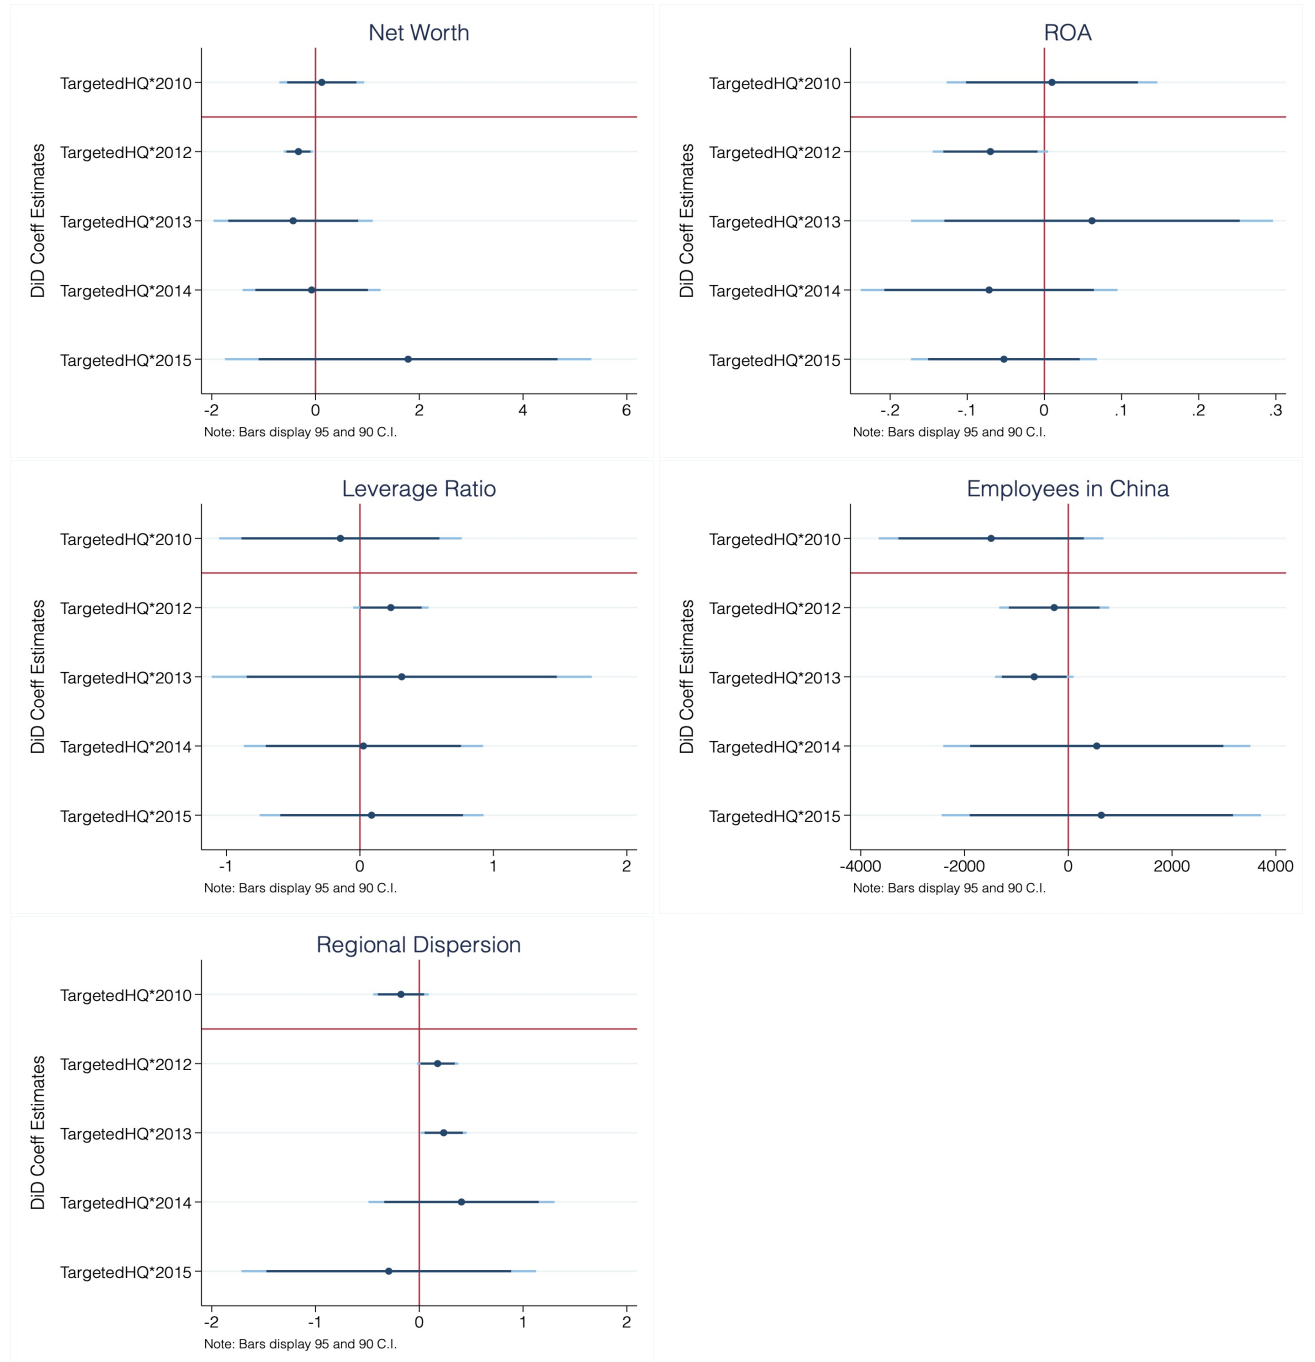 Net Worth
DiD Coeff Estimates
TargetedHQ*2010
TargetedHQ*2012
TargetedHQ*2013
TargetedHQ*2014
TargetedHQ*2015
-2 0 2 4 6
Note: Bars display 95 and 90 C.I.
ROA
DiD Coeff Estimates
TargetedHQ*2010
TargetedHQ*2012
TargetedHQ*2013
TargetedHQ*2014
TargetedHQ*2015
-.2 -.1 0 .1 .2 .3
Note: Bars display 95 and 90 C.I.
Leverage Ratio
DiD Coeff Estimates
TargetedHQ*2010
TargetedHQ*2012
TargetedHQ*2013
TargetedHQ*2014
TargetedHQ*2015
-1 0 1 2
Note: Bars display 95 and 90 C.I.
Employees in China
DiD Coeff Estimates
TargetedHQ*2010
TargetedHQ*2012
TargetedHQ*2013
TargetedHQ*2014
TargetedHQ*2015
-4000 -2000 0 2000 4000
Note: Bars display 95 and 90 C.I.
Regional Dispersion
DiD Coeff Estimates
TargetedHQ*2010
TargetedHQ*2012
TargetedHQ*2013
TargetedHQ*2014
TargetedHQ*2015
-2 -1 0 1 2
Note: Bars display 95 and 90 C.I.